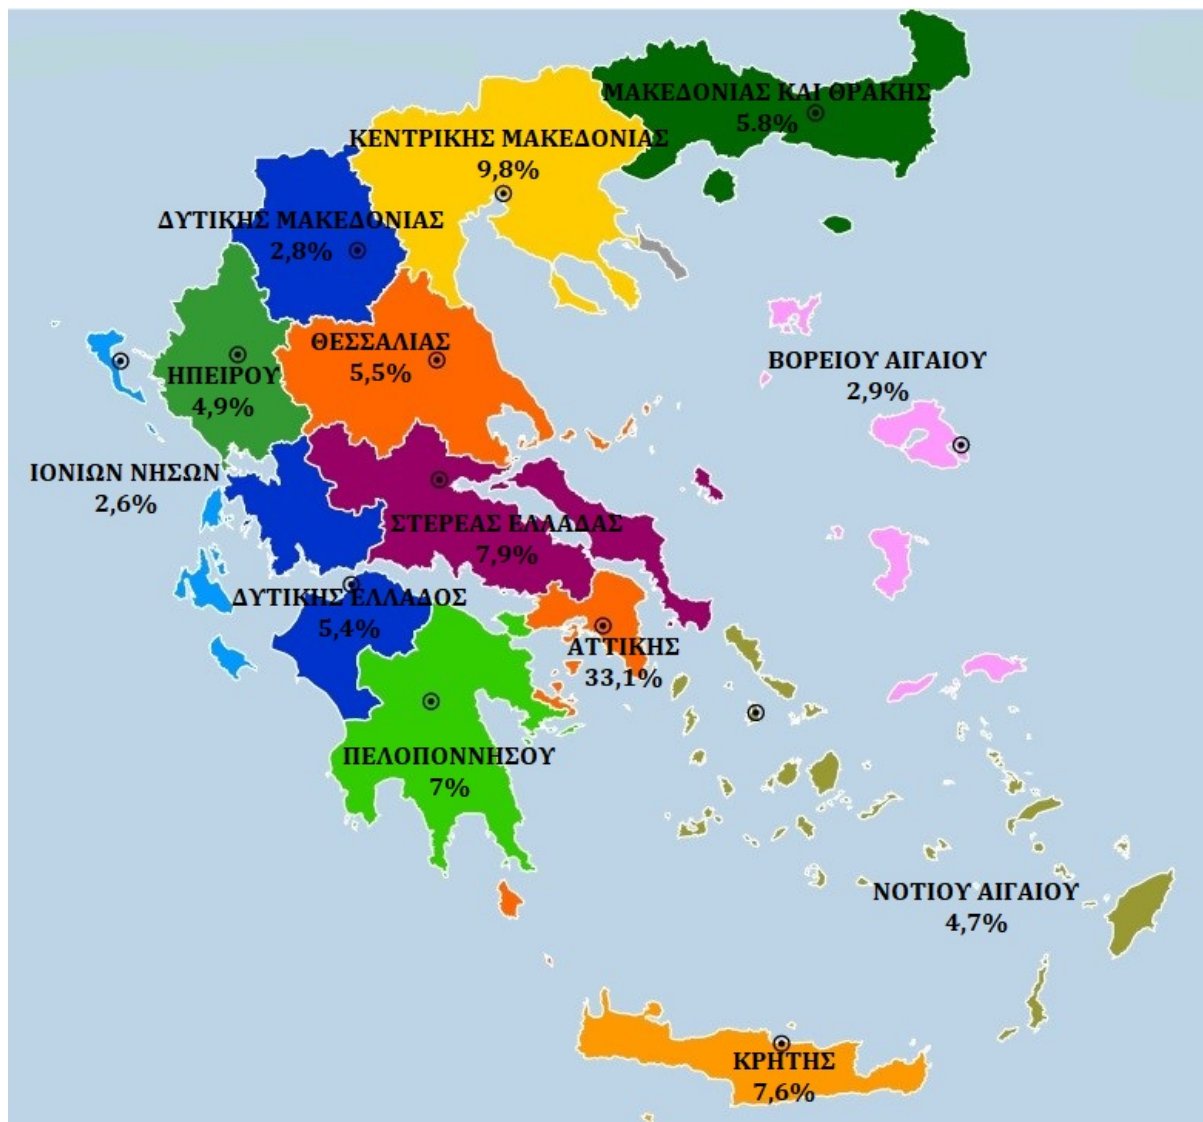 ΜΑΚΕΔΟΝΙΑΣ ΚΑΙ ΘΡΑΚΗΣ
5.8%
ΚΕΝΤΡΙΚΗΣ ΜΑΚΕΔΟΝΙΑΣ
9,8%
ΔΥΤΙΚΗΣ ΜΑΚΕΔΟΝΙΑΣ
2,8%
ΘΕΣΣΑΛΙΑΣ
5,5%
ΒΟΡΕΙΟΥ ΑΙΓΑΙΟΥ
2,9%
ΗΠΕΙΡΟΥ
4,9%
ΙΟΝΙΩΝ ΝΗΣΩΝ
2,6%
ΣΤΕΡΕΑΣ ΕΛΛΑΔΑΣ
7,9%
ΔΥΤΙΚΗΣ ΕΛΛΑΔΟΣ
5,4%
ΑΤΤΙΚΗΣ
33,1%
ΠΕΛΟΠΟΝΝΗΣΟΥ
7%
ΝΟΤΙΟΥ ΑΙΓΑΙΟΥ
4,7%
ΚΡΗΤΗΣ
7,6%